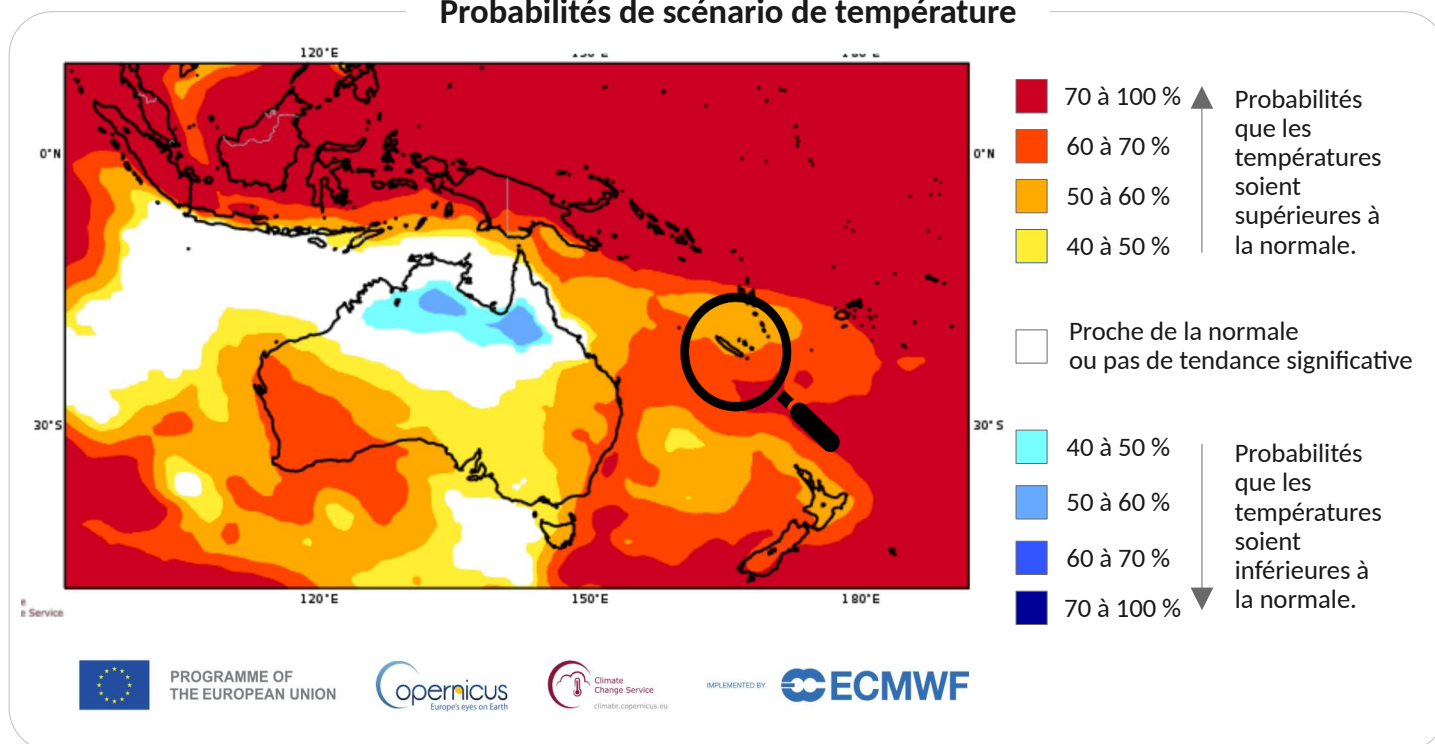 Probabilités de scénario de température
120°E
150°E
180°E
0°N
0°N
30°S
30°S
120°E
150°E
180°E
e Service
70 à 100 %
60 à 70 %
50 à 60 %
40 à 50 %
Probabilités
que les
températures
soient
supérieures à
la normale.
Proche de la normale
ou pas de tendance significative
40 à 50 %
50 à 60 %
60 à 70 %
70 à 100 %
Probabilités
que les
températures
soient
inférieures à
la normale.
PROGRAMME OF
THE EUROPEAN UNION
opernicus
Europe's eyes on Earth
Climate
Change Service
climate.copernicus.eu
IMPLEMENTED BY
ECMWF